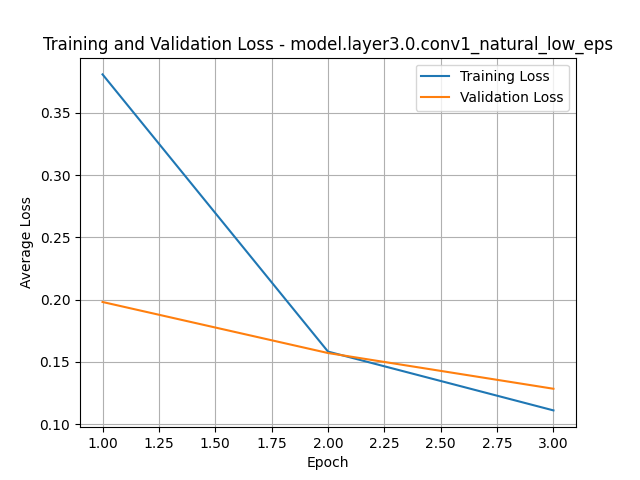 Training and Validation Loss - model.layer3.0.conv1_natural_low_eps
Training Loss
Validation Loss
Average Loss
0.35
0.30
0.25
0.20
0.15
0.10
1.00 1.25 1.50 1.75 2.00 2.25 2.50 2.75 3.00
Epoch